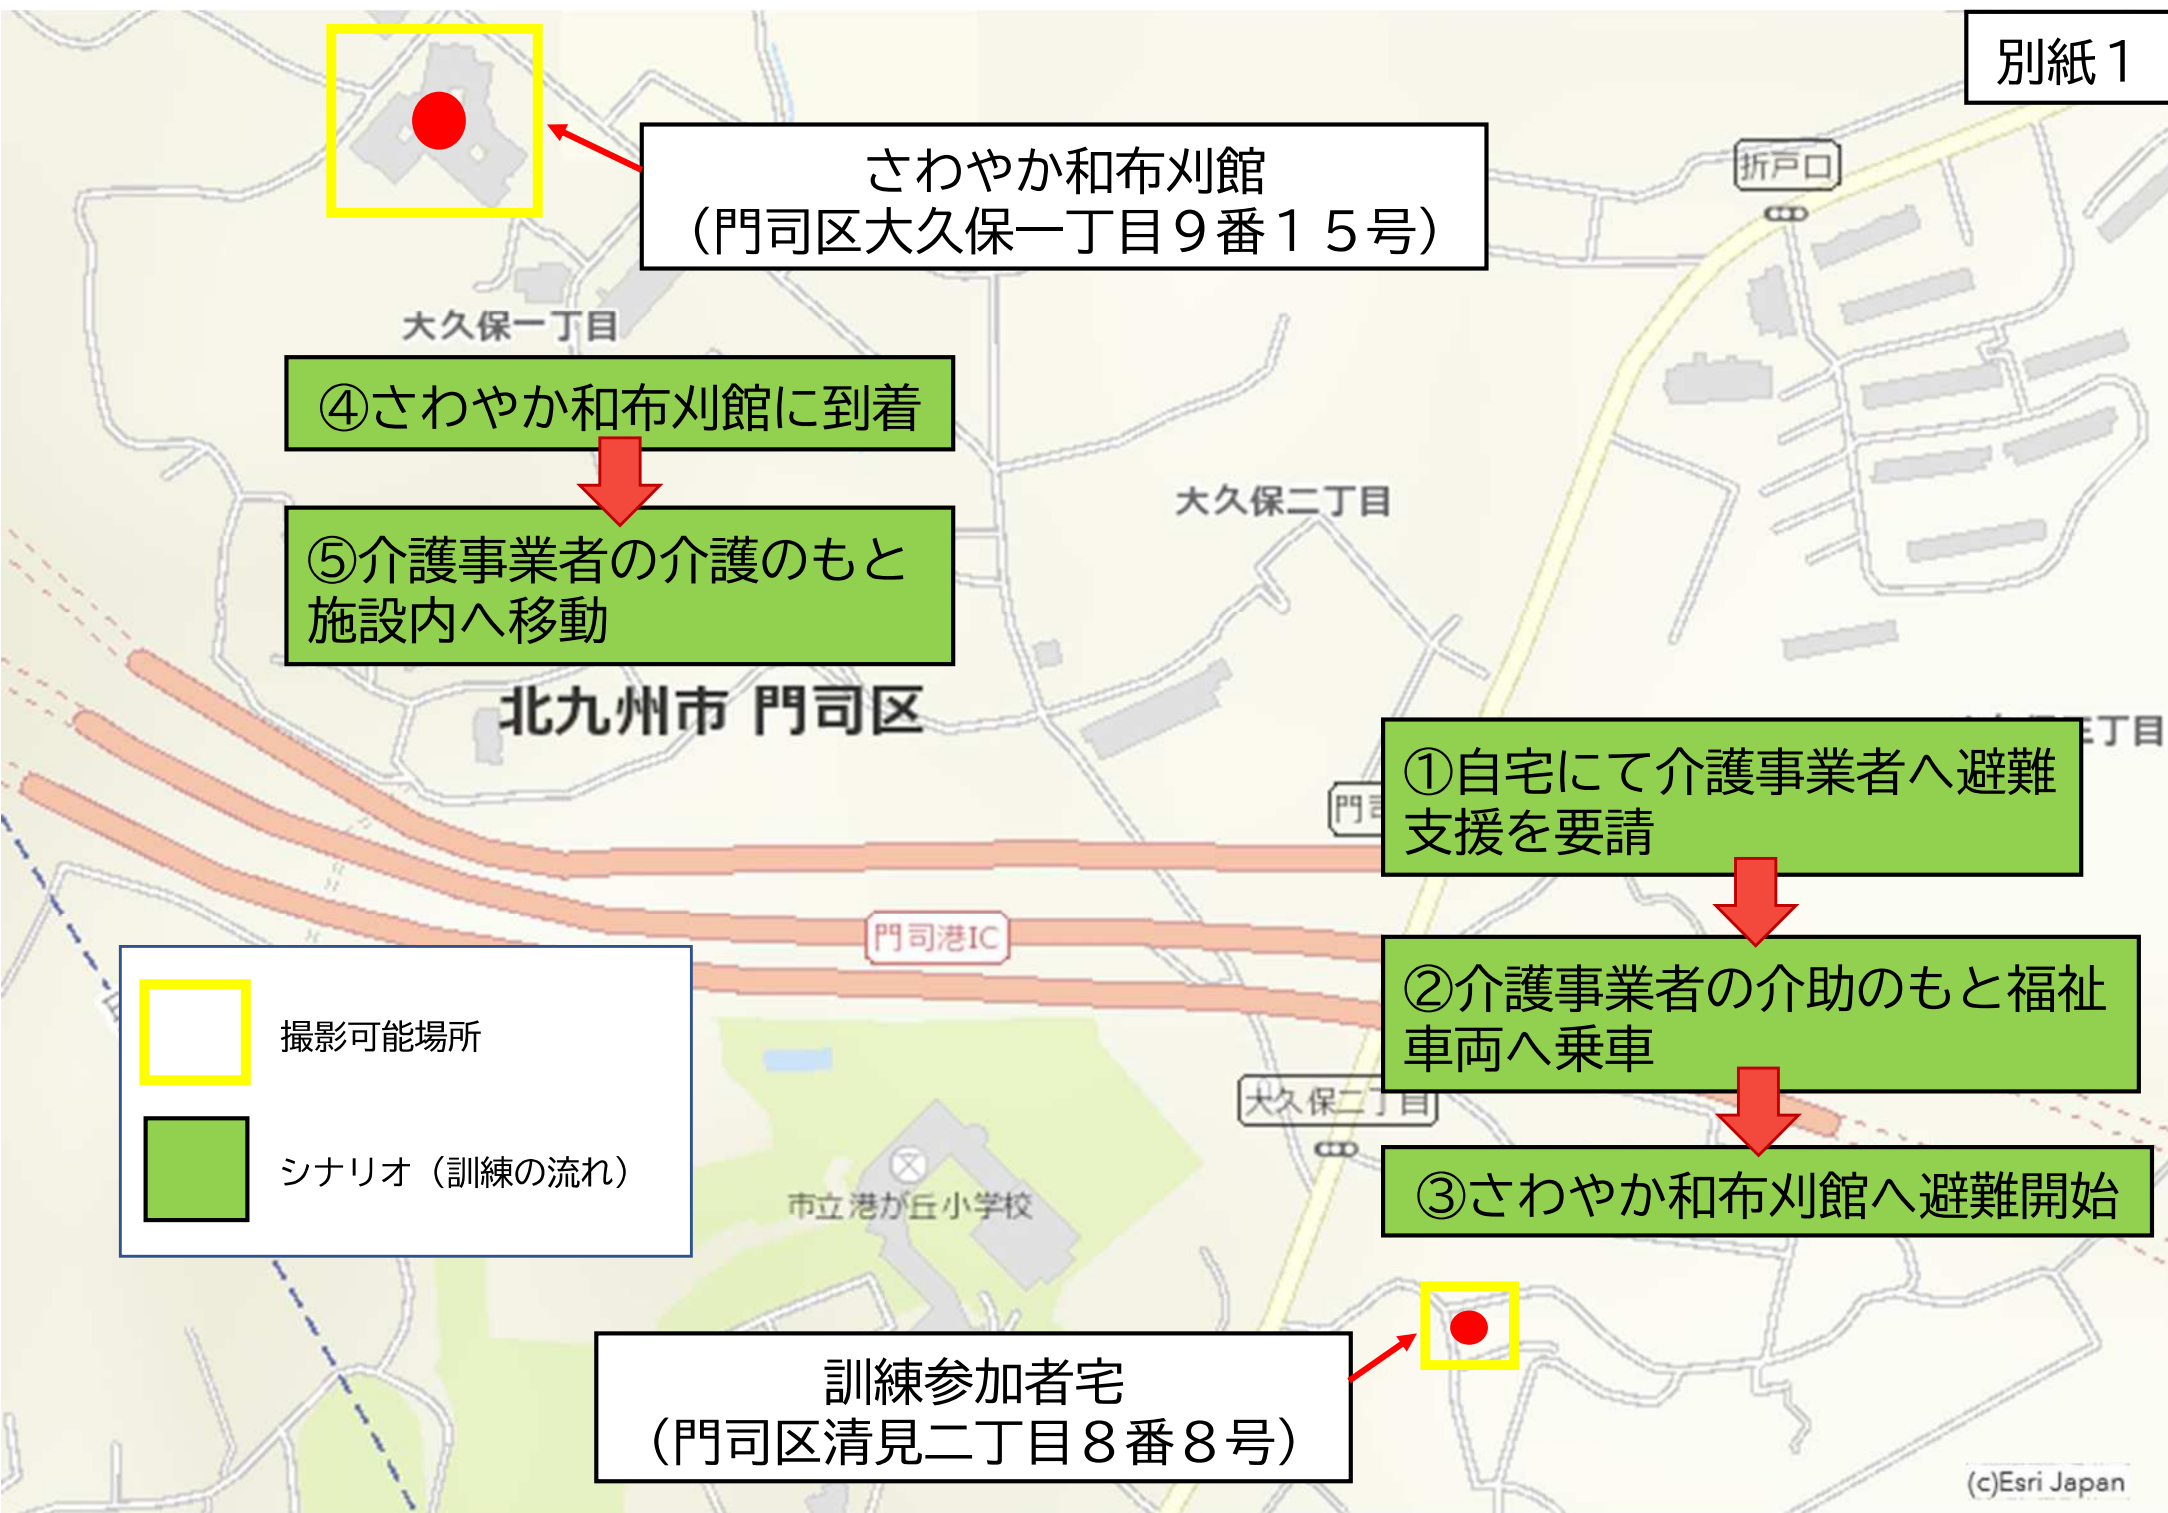 別紙１
折戸口
さわやか和布刈館
（門司区大久保一丁目９番１５号）
大久保一丁目
④さわやか和布刈館に到着
⑤介護事業者の介護のもと
施設内へ移動
大久保二丁目
北九州市 門司区
丁目
①自宅にて介護事業者へ避難
支援を要請
門司
②介護事業者の介助のもと福祉
車両へ乗車
③さわやか和布刈館へ避難開始
門司港IC
大久保二丁目
撮影可能場所
シナリオ（訓練の流れ）
市立港が丘小学校
訓練参加者宅
（門司区清見二丁目８番８号）
(c)Esri Japan